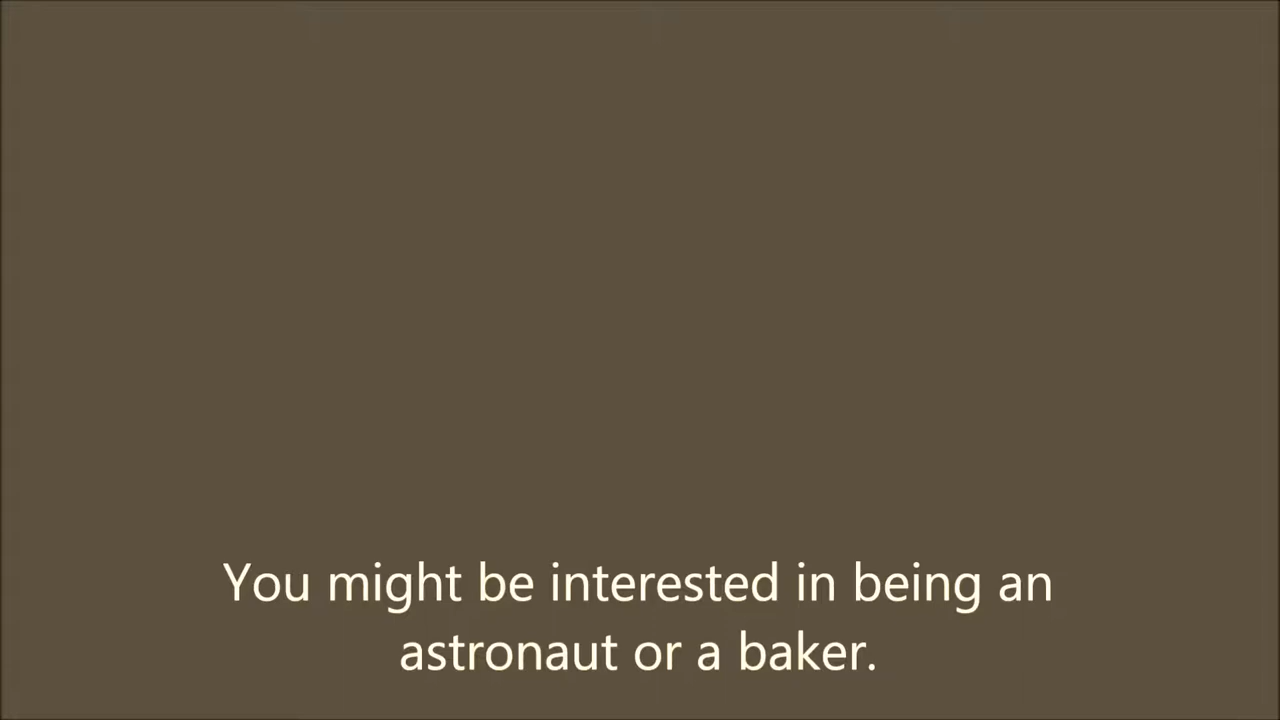 You might be interested in being an
astronaut or a baker.